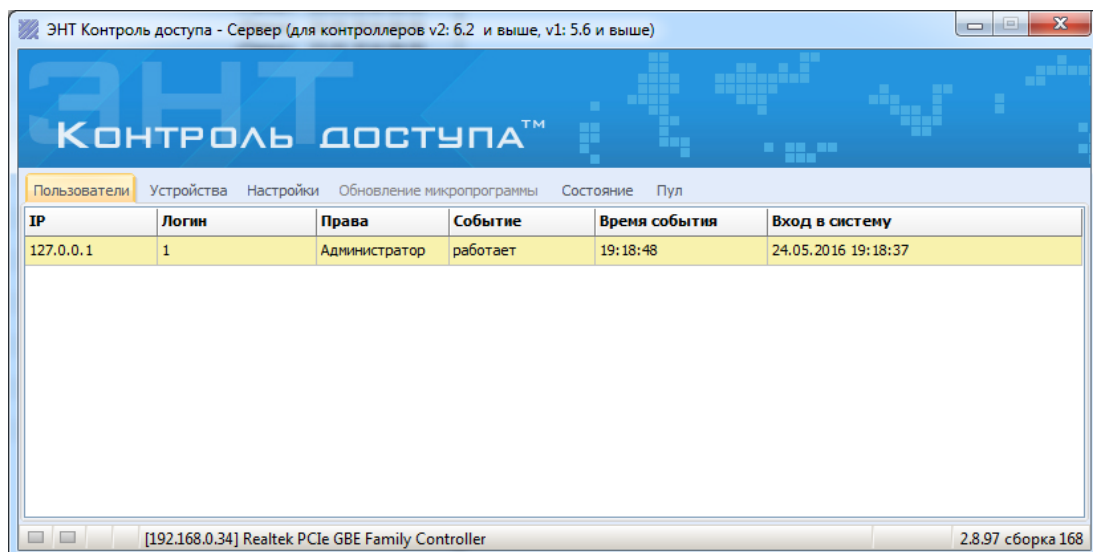 ЭНТ Контроль доступа - Сервер (для контроллеров v2: 6.2 и выше, v1: 5.6 и выше)
ЭНТ
Контроль доступа™
Пользователи Устройства Настройки Обновление микропрограммы Состояние Пул
IP Логин Права Событие Время события Вход в систему
127.0.0.1 1 Администратор работает 19:18:48 24.05.2016 19:18:37
[192.168.0.34] Realtek PCIe GBE Family Controller 2.8.97 сборка 168